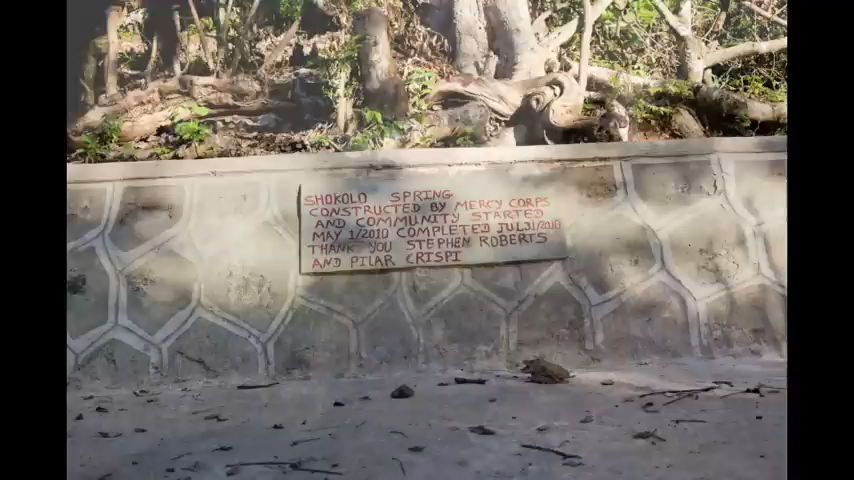 SHOKOLO SPRING
CONSTRUCTED BY MERCY CORPS
AND COMMUNITY STARTED
MAY 1/2010 COMPLETED JUL31/2010
THANK YOU STEPHEN ROBERTS
AND PILAR CRISPI